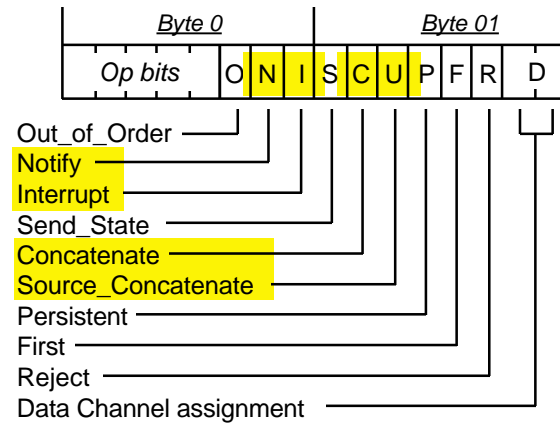 Byte 0 Byte 01
Op bits O N I S C U P F R D
Out_of_Order
Notify
Interrupt
Send_State
Concatenate
Source_Concatenate
Persistent
First
Reject
Data Channel assignment